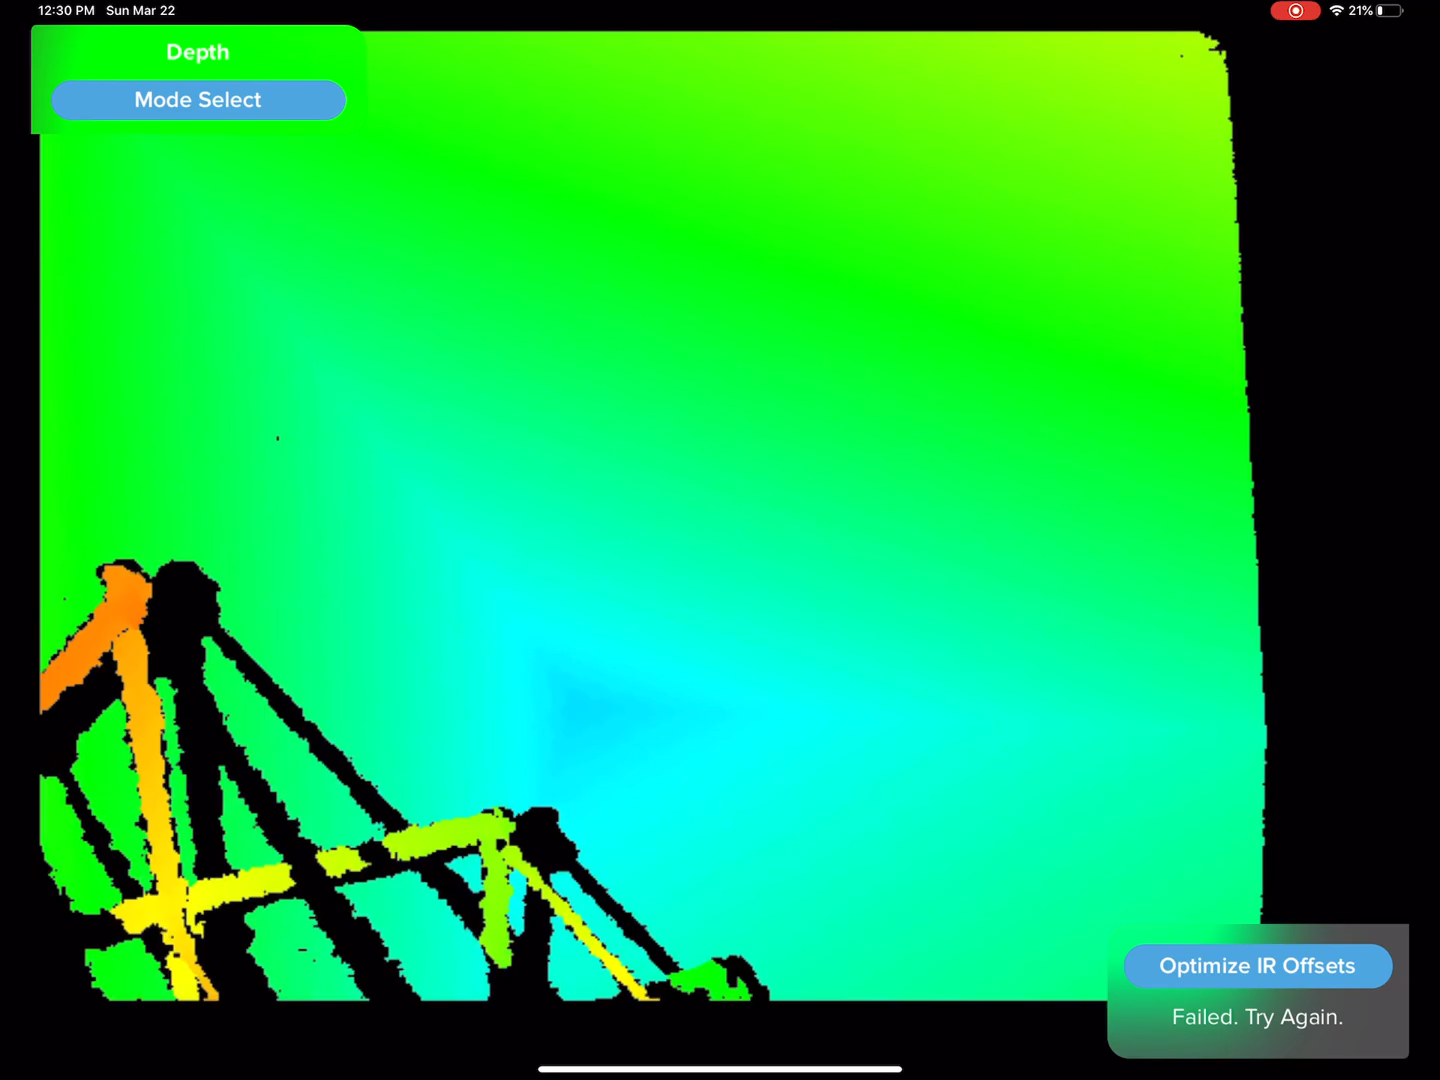 12:30 PM Sun Mar 22
21%
Depth
Mode Select
Optimize IR Offsets
Failed. Try Again.